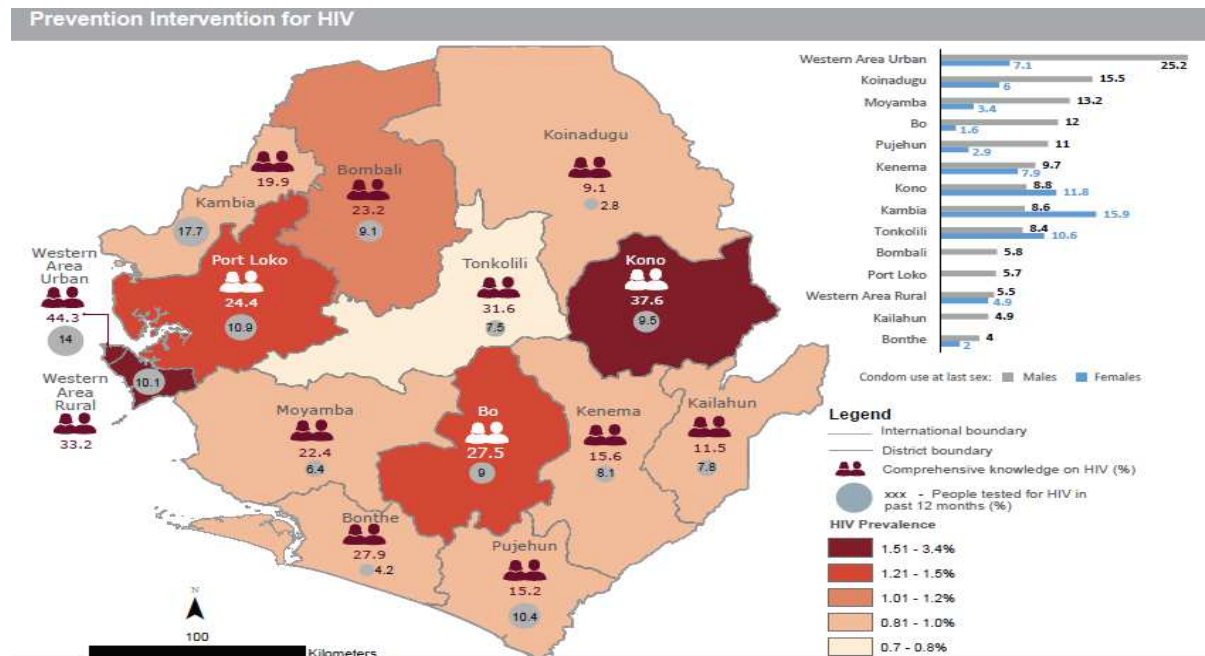 Prevention Intervention for HIV
Koinadugu
9.1
2.8
19.9
Kambia
17.7
Bombali
23.2
9.1
Western
Area
Urban
44.3
14
Port Loko
24.4
10.9
Tonkolili
31.6
7.5
Kono
37.6
9.5
10.1
Western
Area
Rural
33.2
Moyamba
22.4
6.4
Bo
27.5
9
Kenema
15.6
8.1
Kailahun
11.5
7.8
Bonthe
27.9
4.2
Pujehun
15.2
10.4
N
100
Kilometers
Western Area Urban 25.2 7.1
Koinadugu 15.5 6
Moyamba 13.2 3.4
Bo 12 1.6
Pujehun 11 2.9
Kenema 9.7 7.9
Kono 8.8 11.8
Kambia 8.6 15.9
Tonkolili 8.4 10.6
Bombali 5.8
Port Loko 5.7
Western Area Rural 5.5 4.9
Kailahun 4.9
Bonthe 4 2
Condom use at last sex: Males Females
Legend
International boundary
District boundary
Comprehensive knowledge on HIV (%)
xxx - People tested for HIV in
past 12 months (%)
HIV Prevalence
1.51 - 3.4%
1.21 - 1.5%
1.01 - 1.2%
0.81 - 1.0%
0.7 - 0.8%